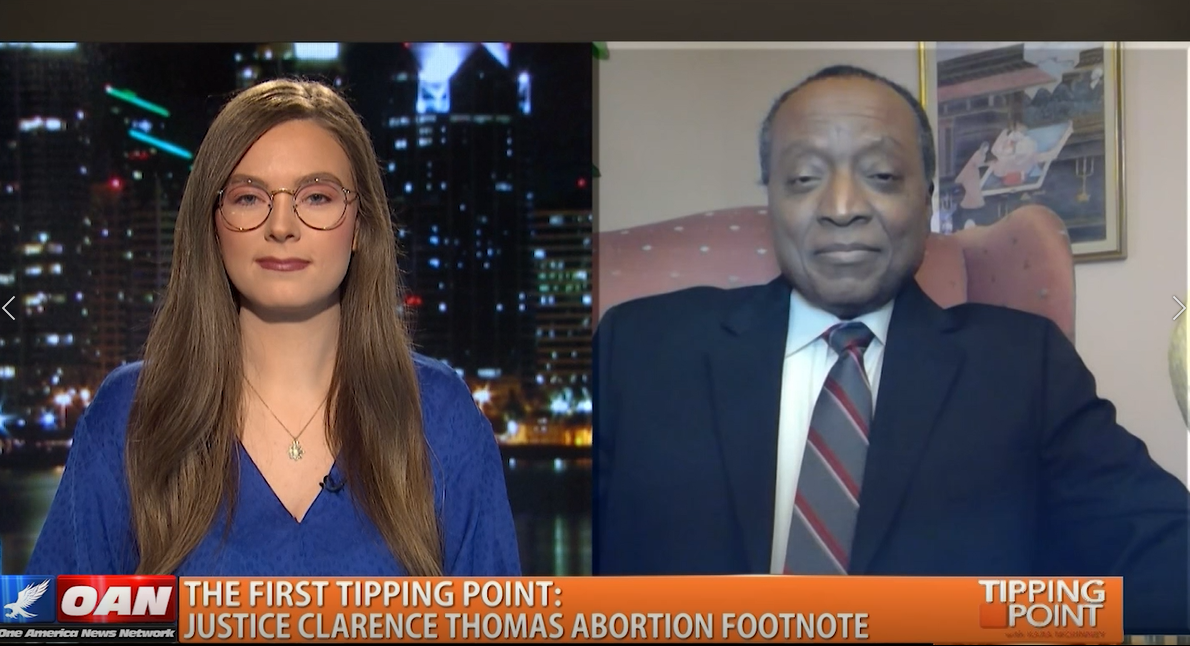 THE FIRST TIPPING POINT:
JUSTICE CLARENCE THOMAS ABORTION FOOTNOTE
OAN
One America News Network
TIPPING
POINT